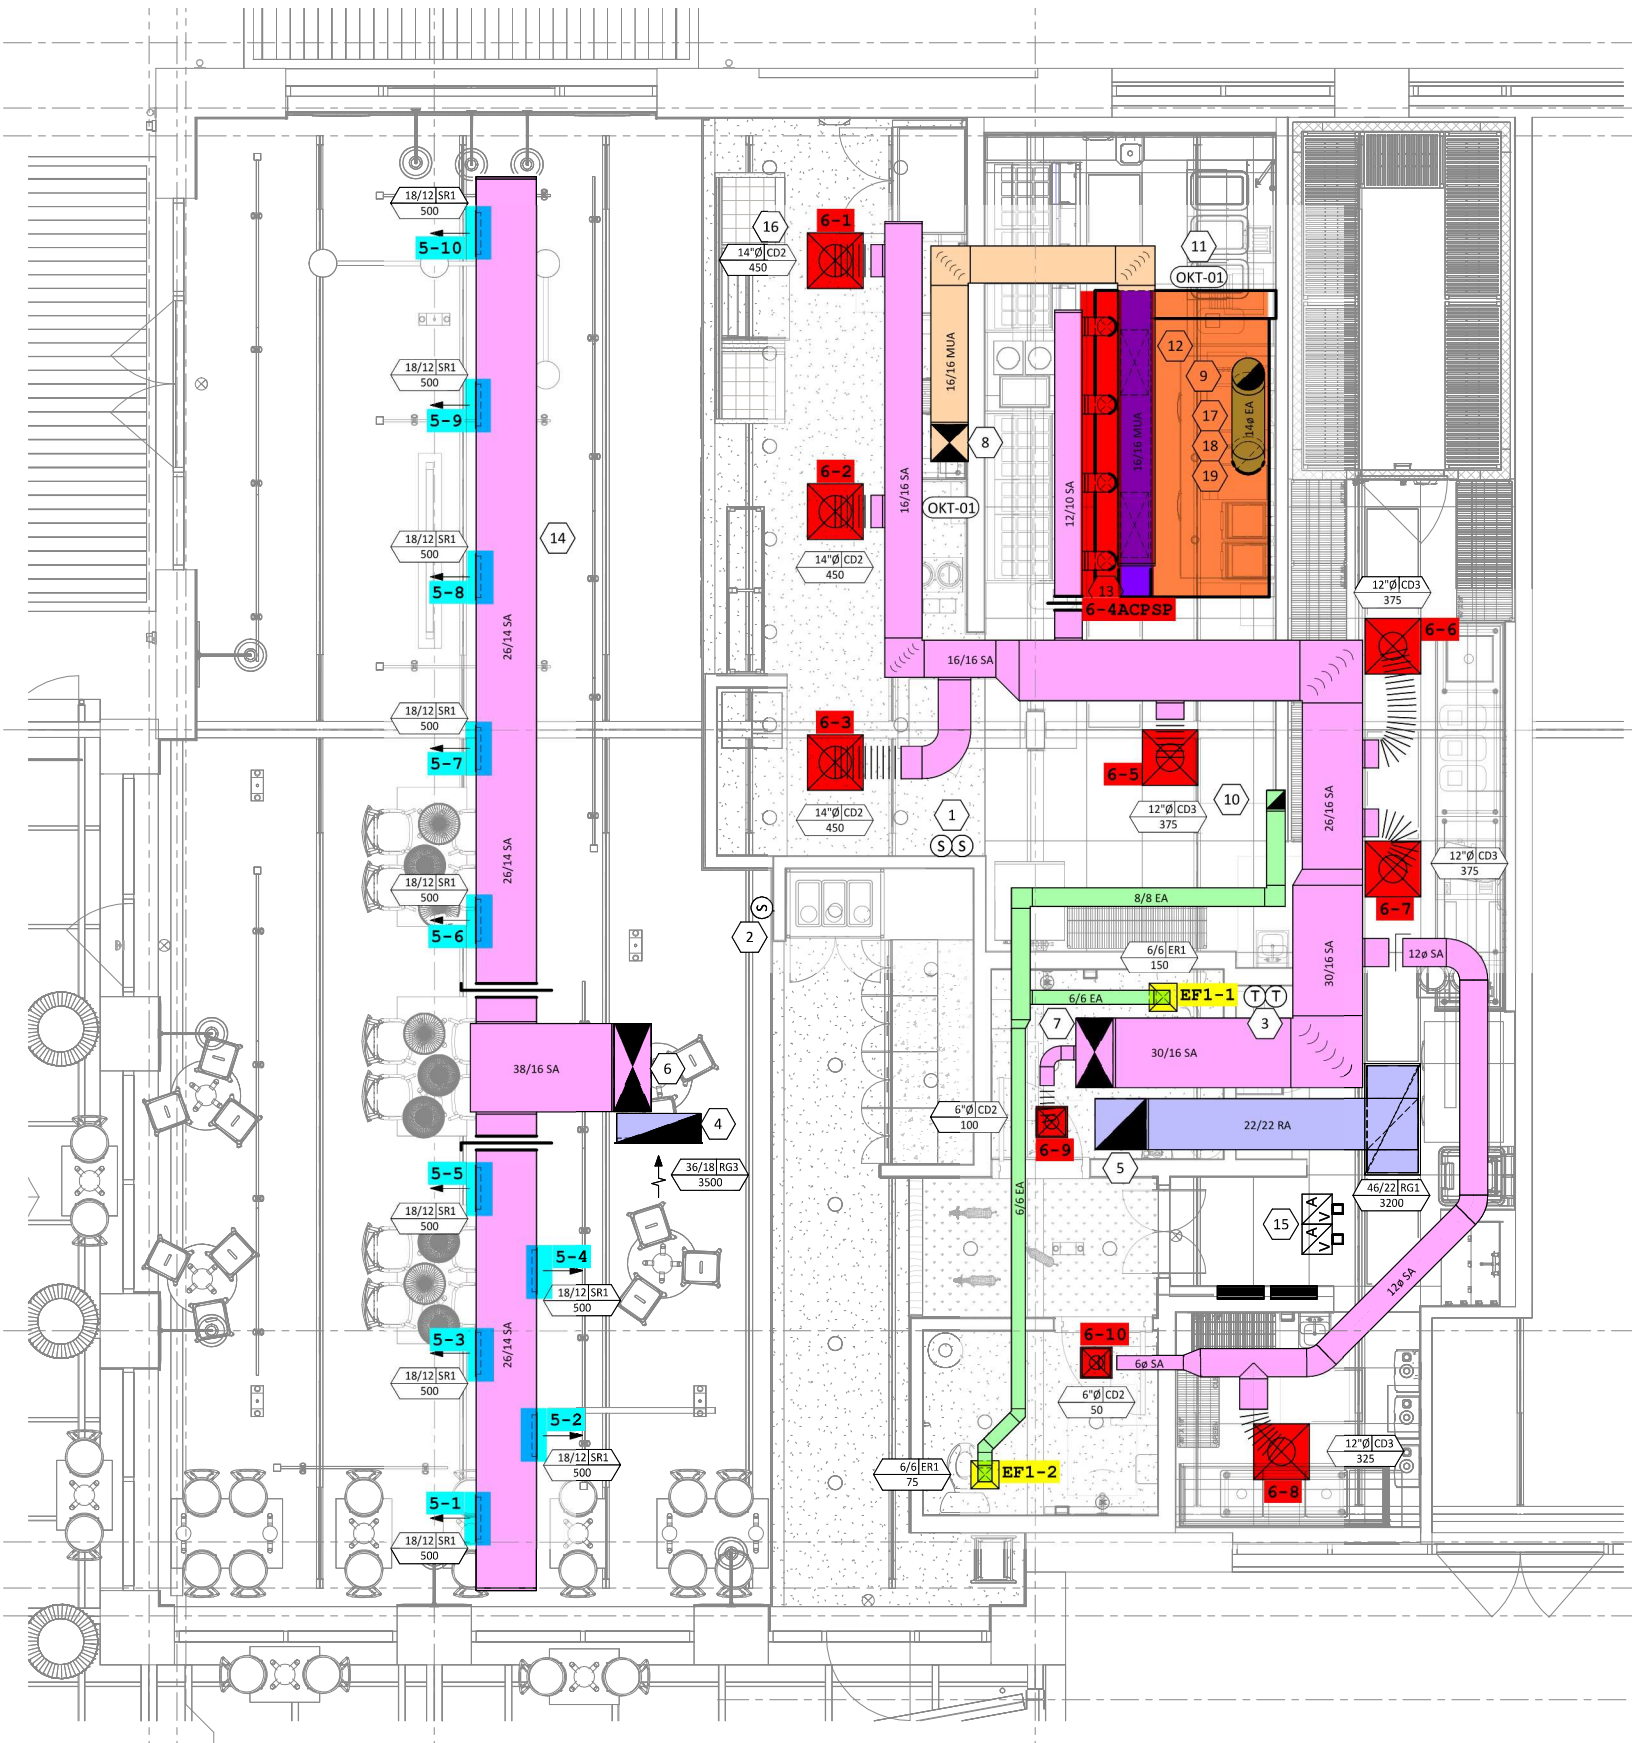 18/12 SR1
500
5-10
18/12 SR1
500
5-9
18/12 SR1
500
5-8
14
26/14 SA
18/12 SR1
500
5-7
26/14 SA
18/12 SR1
500
5-6
38/16 SA
6
4
36/18 RG3
3500
5-5
18/12 SR1
500
5-4
18/12 SR1
500
5-3
18/12 SR1
500
26/14 SA
5-2
18/12 SR1
500
5-1
18/12 SR1
500
16
14"Ø CD2
450
6-1
6-2
14"Ø CD2
450
6-3
14"Ø CD2
450
16/16 SA
16/16 MUA
8
OKT-01
11
OKT-01
12
9
17
18
19
14ø EA
16/16 MUA
12/10 SA
13
6-4ACPSP
16/16 SA
12"Ø CD3
375
6-6
6-5
12"Ø CD3
375
10
26/16 SA
12"Ø CD3
375
6-7
1
S S
S
2
8/8 EA
6/6 ER1
150
6/6 EA
EF1-1
T T
3
7
30/16 SA
30/16 SA
12ø SA
6"Ø CD2
100
6-9
22/22 RA
5
46/22 RG1
3200
6/6 EA
15
A
V
A
V
12ø SA
6-10
6ø SA
6"Ø CD2
50
12"Ø CD3
325
6-8
6/6 ER1
75
EF1-2